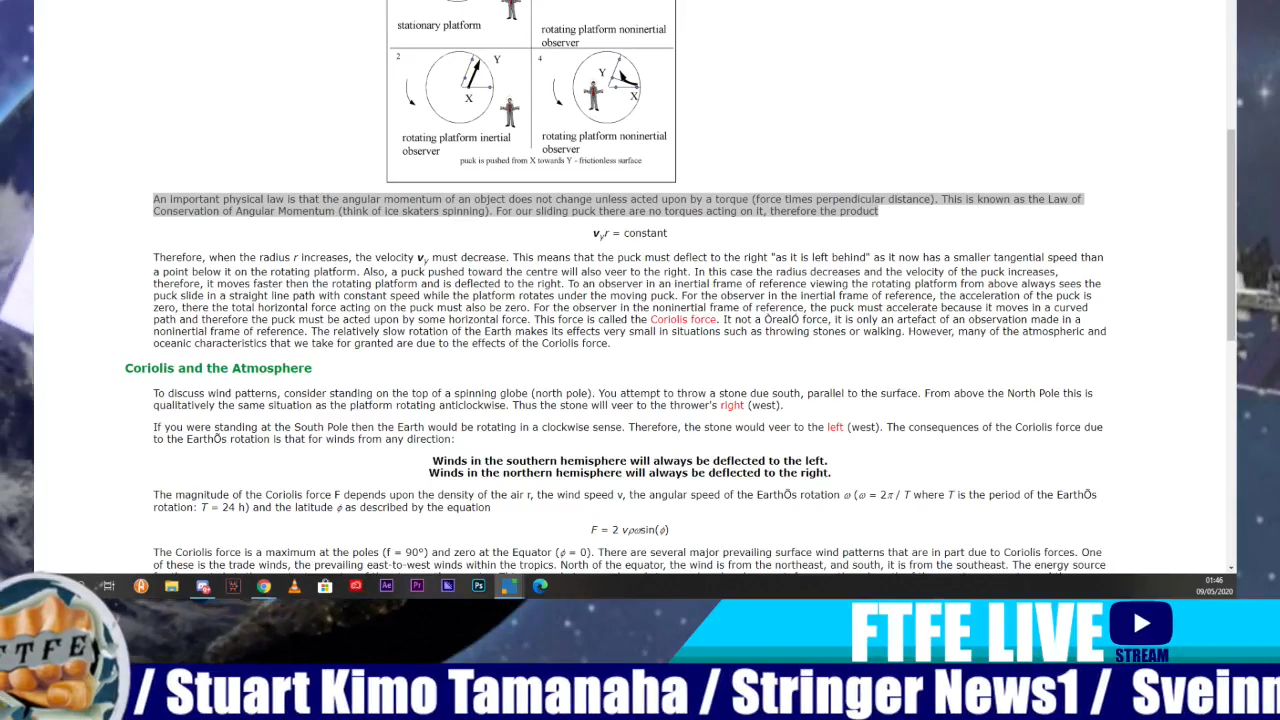 stationary platform
rotating platform noninertial
observer
2
Y
X
rotating platform inertial
observer
4
Y
X
rotating platform noninertial
observer
puck is pushed from X towards Y - frictionless surface
An important physical law is that the angular momentum of an object does not change unless acted upon by a torque (force times perpendicular distance). This is known as the Law of
Conservation of Angular Momentum (think of ice skaters spinning). For our sliding puck there are no torques acting on it, therefore the product
vyr = constant
Therefore, when the radius r increases, the velocity vy must decrease. This means that the puck must deflect to the right "as it is left behind" as it now has a smaller tangential speed than
a point below it on the rotating platform. Also, a puck pushed toward the centre will also veer to the right. In this case the radius decreases and the velocity of the puck increases,
therefore, it moves faster then the rotating platform and is deflected to the right. To an observer in an inertial frame of reference viewing the rotating platform from above always sees the
puck slide in a straight line path with constant speed while the platform rotates under the moving puck. For the observer in the inertial frame of reference, the acceleration of the puck is
zero, there the total horizontal force acting on the puck must also be zero. For the observer in the noninertial frame of reference, the puck must accelerate because it moves in a curved
path and therefore the puck must be acted upon by some horizontal force. This force is called the Coriolis force. It not a ÒrealÓ force, it is only an artefact of an observation made in a
noninertial frame of reference. The relatively slow rotation of the Earth makes its effects very small in situations such as throwing stones or walking. However, many of the atmospheric and
oceanic characteristics that we take for granted are due to the effects of the Coriolis force.
Coriolis and the Atmosphere
To discuss wind patterns, consider standing on the top of a spinning globe (north pole). You attempt to throw a stone due south, parallel to the surface. From above the North Pole this is
qualitatively the same situation as the platform rotating anticlockwise. Thus the stone will veer to the thrower's right (west).
If you were standing at the South Pole then the Earth would be rotating in a clockwise sense. Therefore, the stone would veer to the left (west). The consequences of the Coriolis force due
to the EarthÕs rotation is that for winds from any direction:
Winds in the southern hemisphere will always be deflected to the left.
Winds in the northern hemisphere will always be deflected to the right.
The magnitude of the Coriolis force F depends upon the density of the air r, the wind speed v, the angular speed of the EarthÕs rotation ω (ω = 2π / T where T is the period of the EarthÕs
rotation: T = 24 h) and the latitude ϕ as described by the equation
F = 2 vρωsin(ϕ)
The Coriolis force is a maximum at the poles (f = 90°) and zero at the Equator (ϕ = 0). There are several major prevailing surface wind patterns that are in part due to Coriolis forces. One
of these is the trade winds, the prevailing east-to-west winds within the tropics. North of the equator, the wind is from the northeast, and south, it is from the southeast. The energy source
Ae
Pr
Ps
01:46
09/05/2020
FTFE LIVE
STREAM
TFE
/ Stuart Kimo Tamanaha / Stringer News1 / Sveinn